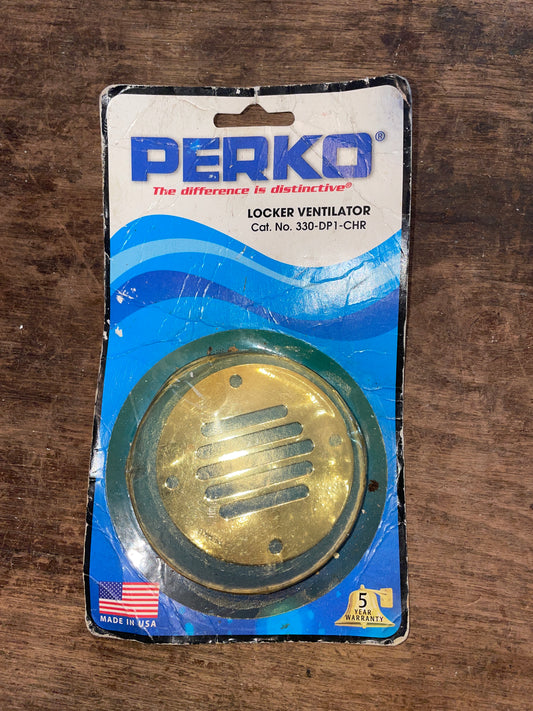 PERKO®
The difference is distinctive®
LOCKER VENTILATOR
Cat. No. 330-DP1-CHR
MADE IN USA
5
YEAR
WARRANTY